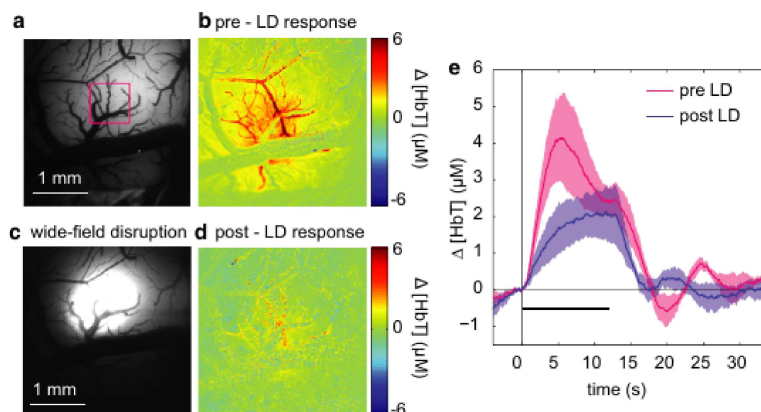 a
b pre - LD response
1 mm
6
0
-6
Δ [HbT] (μM)
c wide-field disruption
d post - LD response
1 mm
6
0
-6
Δ [HbT] (μM)
e
pre LD
post LD
6
5
4
3
2
1
0
−1
Δ [HbT] (μM)
0 5 10 15 20 25 30
time (s)